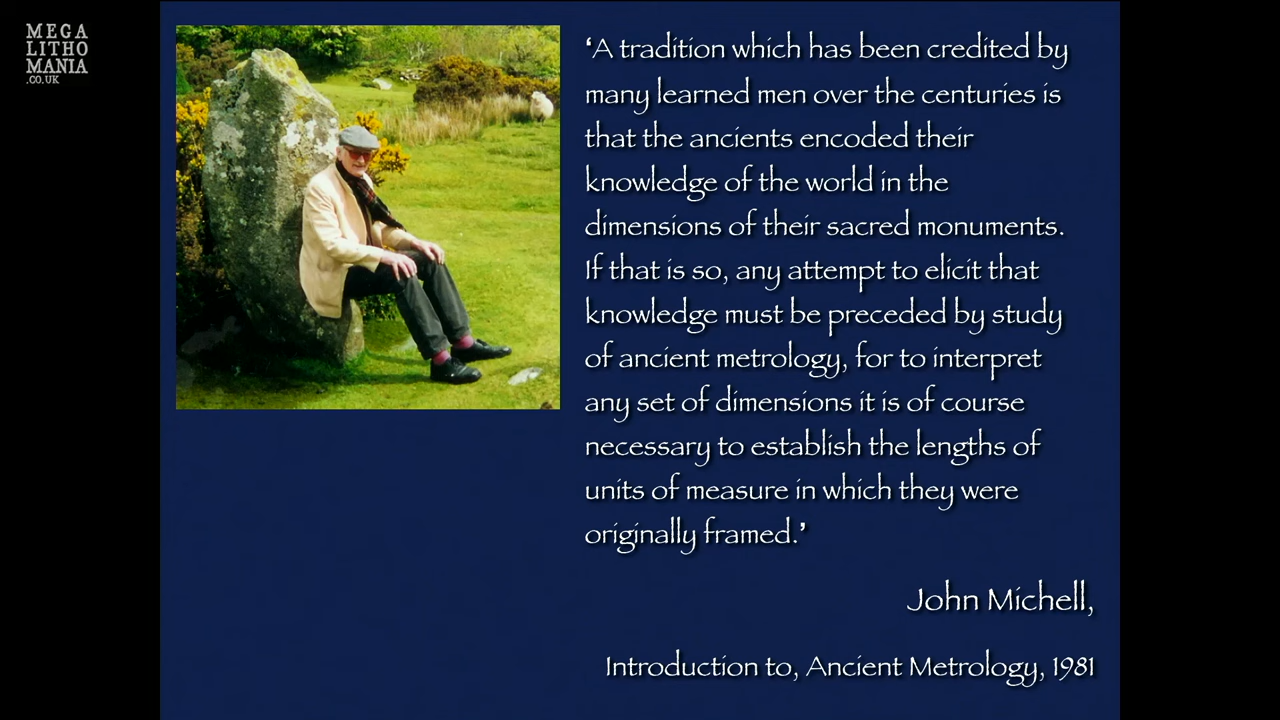 MEGA
LITHO
MANIA
.CO.UK
‘A tradition which has been credited by
many learned men over the centuries is
that the ancients encoded their
knowledge of the world in the
dimensions of their sacred monuments.
If that is so, any attempt to elicit that
knowledge must be preceded by study
of ancient metrology, for to interpret
any set of dimensions it is of course
necessary to establish the lengths of
units of measure in which they were
originally framed.’
John Michell,
Introduction to, Ancient Metrology, 1981